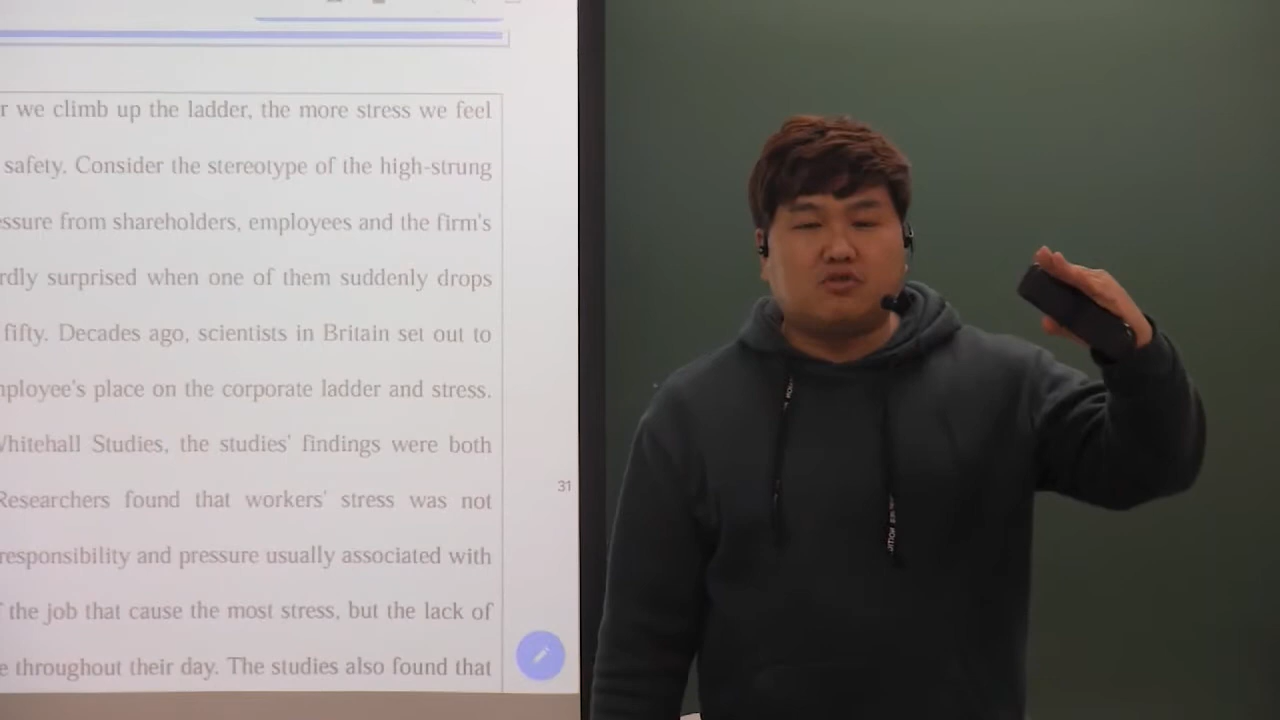 r we climb up the ladder, the more stress we feel
safety. Consider the stereotype of the high-strung
essure from shareholders, employees and the firm's
rdly surprised when one of them suddenly drops
fifty. Decades ago, scientists in Britain set out to
nployee's place on the corporate ladder and stress.
Whitehall Studies, the studies' findings were both
31
Researchers found that workers' stress was not
responsibility and pressure usually associated with
f the job that cause the most stress, but the lack of
e throughout their day. The studies also found that